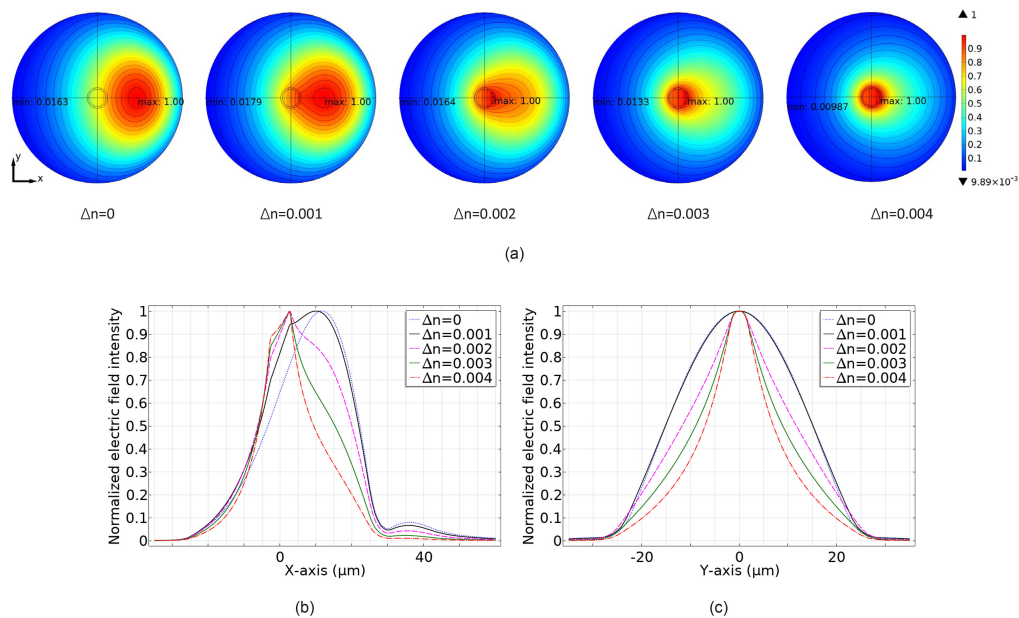 1
min: 0.0163 max: 1.00
min: 0.0179 max: 1.00
min: 0.0164 max: 1.00
min: 0.0133 max: 1.00
min: 0.00987 max: 1.00
0.9
0.8
0.7
0.6
0.5
0.4
0.3
0.2
0.1
9.89×10⁻³
y
x
Δn=0 Δn=0.001 Δn=0.002 Δn=0.003 Δn=0.004
(a)
Normalized electric field intensity
1
0.9
0.8
0.7
0.6
0.5
0.4
0.3
0.2
0.1
0
Δn=0
Δn=0.001
Δn=0.002
Δn=0.003
Δn=0.004
0 40
X-axis (μm)
(b)
Normalized electric field intensity
1
0.9
0.8
0.7
0.6
0.5
0.4
0.3
0.2
0.1
0
Δn=0
Δn=0.001
Δn=0.002
Δn=0.003
Δn=0.004
-20 0 20
Y-axis (μm)
(c)